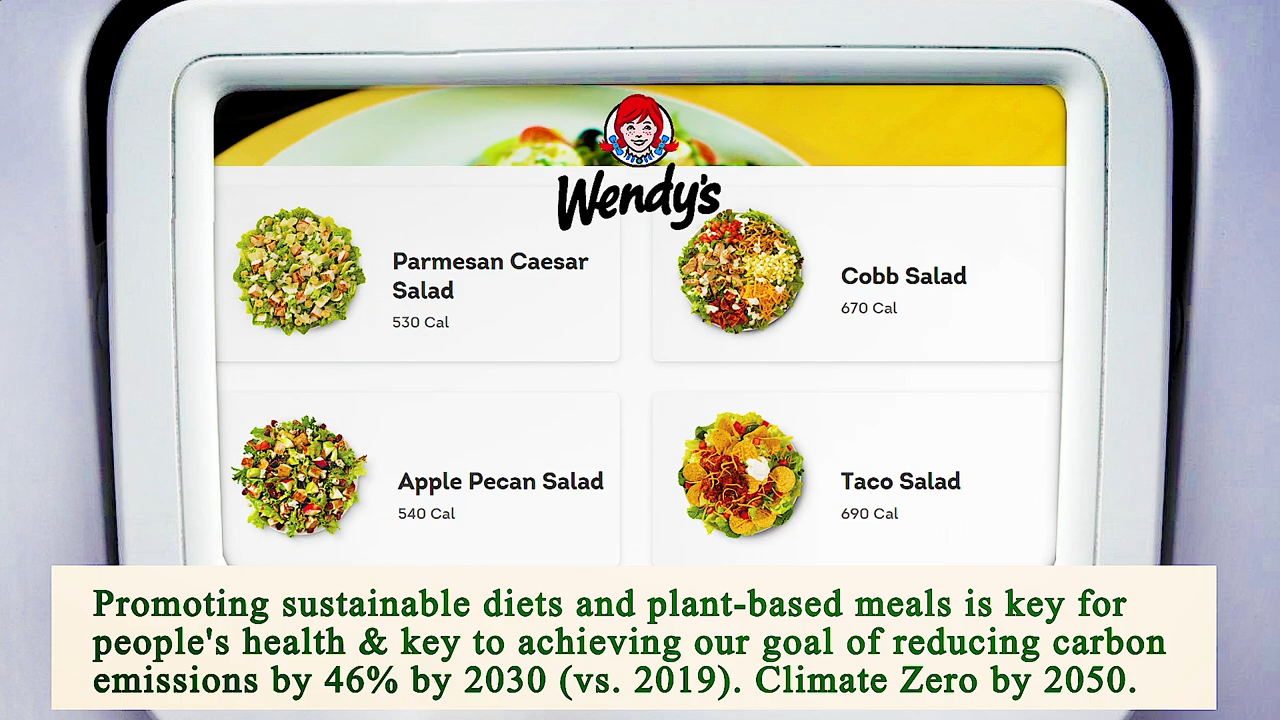 Wendy's
Parmesan Caesar
Salad
530 Cal
Cobb Salad
670 Cal
Apple Pecan Salad
540 Cal
Taco Salad
690 Cal
Promoting sustainable diets and plant-based meals is key for
people's health & key to achieving our goal of reducing carbon
emissions by 46% by 2030 (vs. 2019). Climate Zero by 2050.